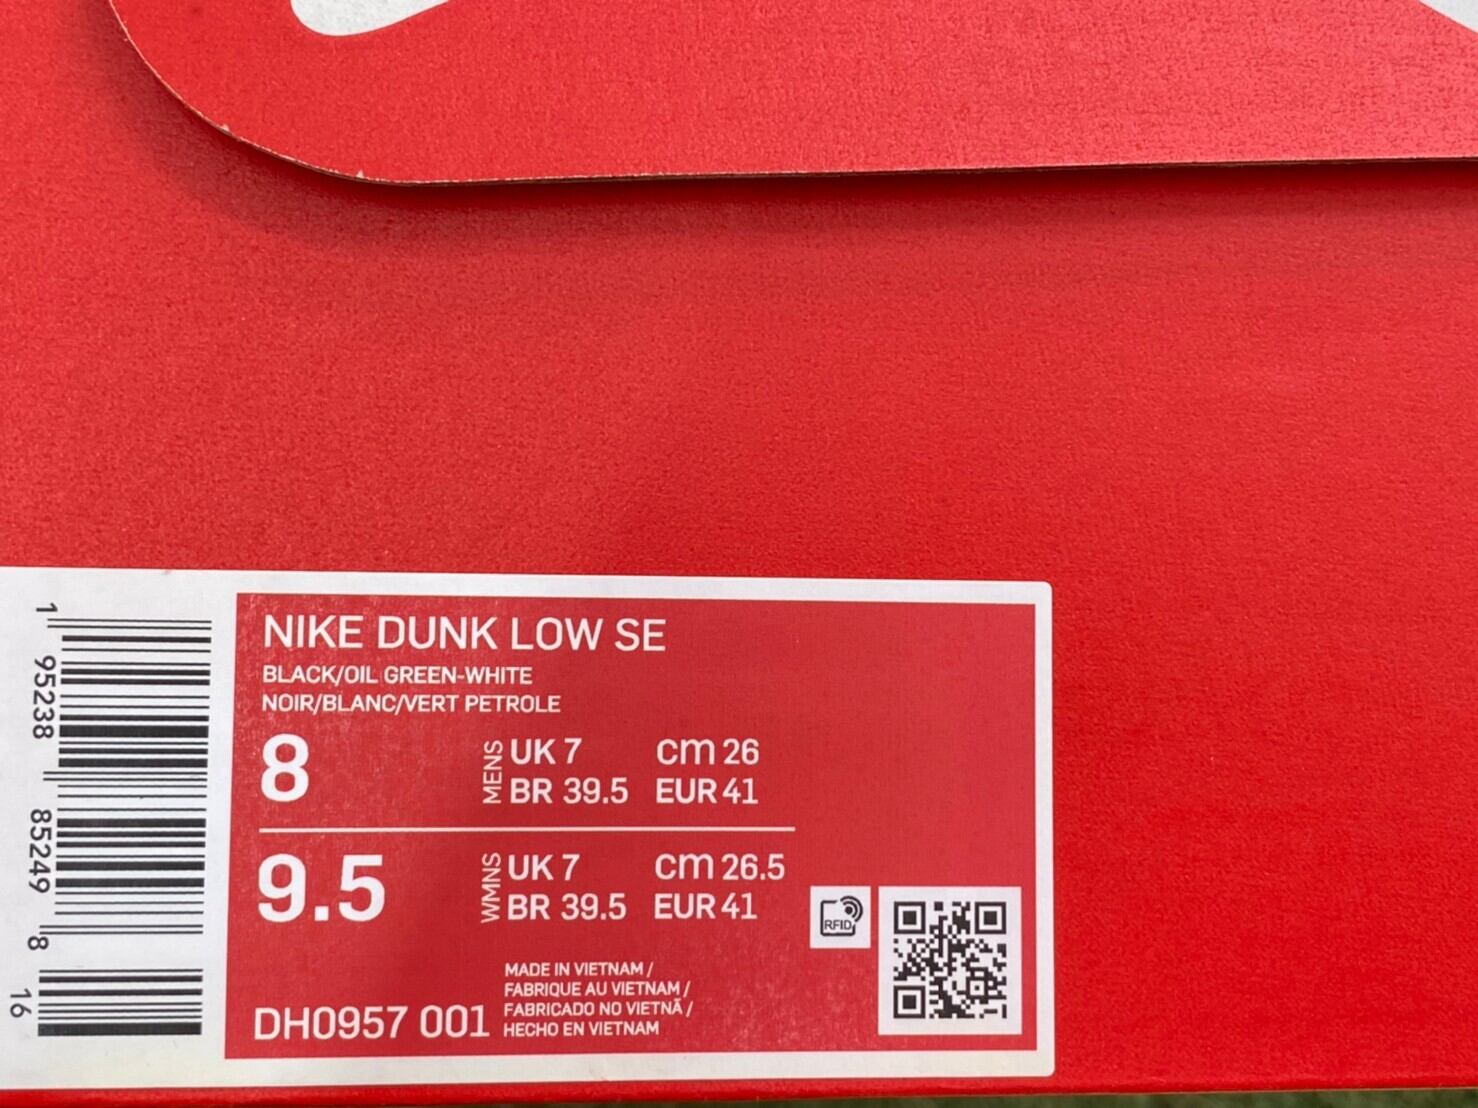 NIKE DUNK LOW SE
BLACK/OIL GREEN-WHITE
NOIR/BLANC/VERT PETROLE
8
MENS
UK 7
cm 26
BR 39.5
EUR 41
9.5
WMNS
UK 7
cm 26.5
BR 39.5
EUR 41
RFID
DH0957 001
MADE IN VIETNAM /
FABRIQUE AU VIETNAM /
FABRICADO NO VIETNÃ /
HECHO EN VIETNAM
1 95238 85249 8 16